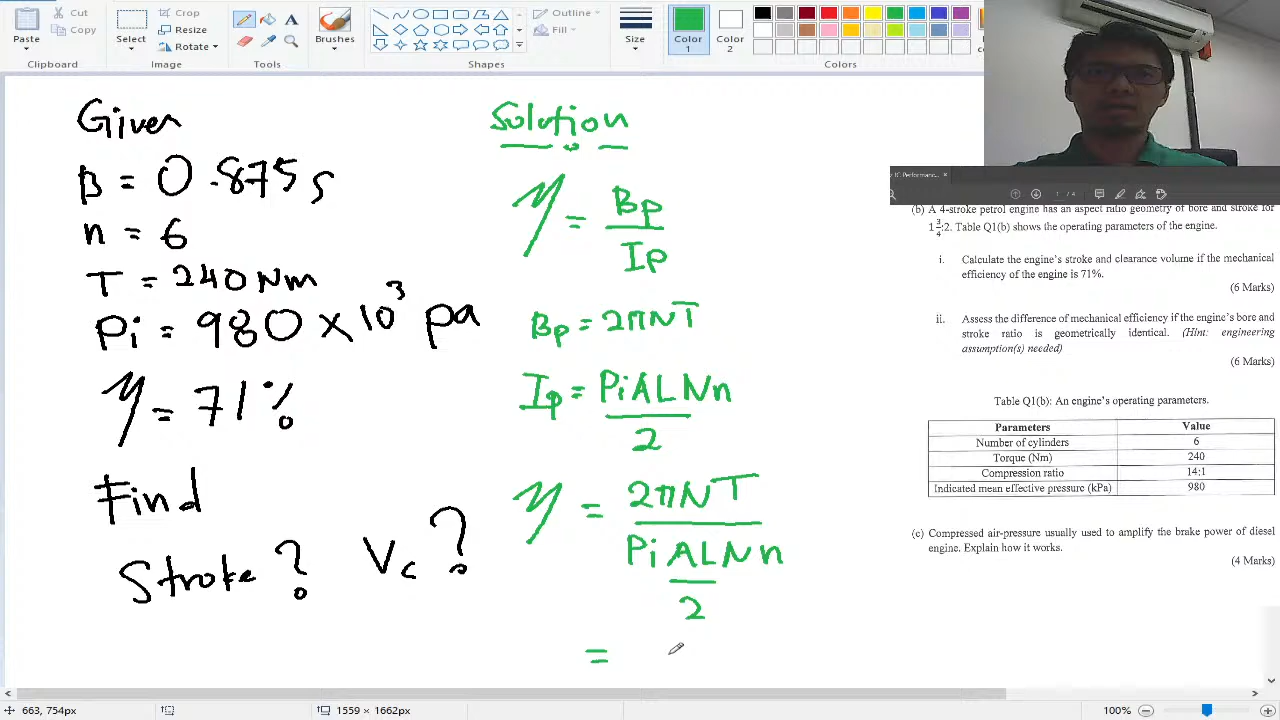 Paste
Cut
Copy
Clipboard
Select
Crop
Resize
Rotate
Image
A
Tools
Brushes
Outline
Fill
Shapes
Size
Color 1
Color 2
Colors
Given
B = 0.875 S
n = 6
T = 240 Nm
Pi = 980 × 10³ pa
η = 71%
Find
Stroke? Vc?
Solution
η = Bp / Ip
Bp = 2πNT
Ip = PiALNn / 2
η = 2πNT / PiALNn / 2
=
IC Performanc... ×
1 / 4
(b) A 4-stroke petrol engine has an aspect ratio geometry of bore and stroke for
1 3/4:2. Table Q1(b) shows the operating parameters of the engine.
i. Calculate the engine's stroke and clearance volume if the mechanical
efficiency of the engine is 71%.
(6 Marks)
ii. Assess the difference of mechanical efficiency if the engine's bore and
stroke ratio is geometrically identical. (Hint: engineering
assumption(s) needed)
(6 Marks)
Table Q1(b): An engine's operating parameters.
Parameters Value
Number of cylinders 6
Torque (Nm) 240
Compression ratio 14:1
Indicated mean effective pressure (kPa) 980
(c) Compressed air-pressure usually used to amplify the brake power of diesel
engine. Explain how it works.
(4 Marks)
663, 754px
1559 × 1662px
100%